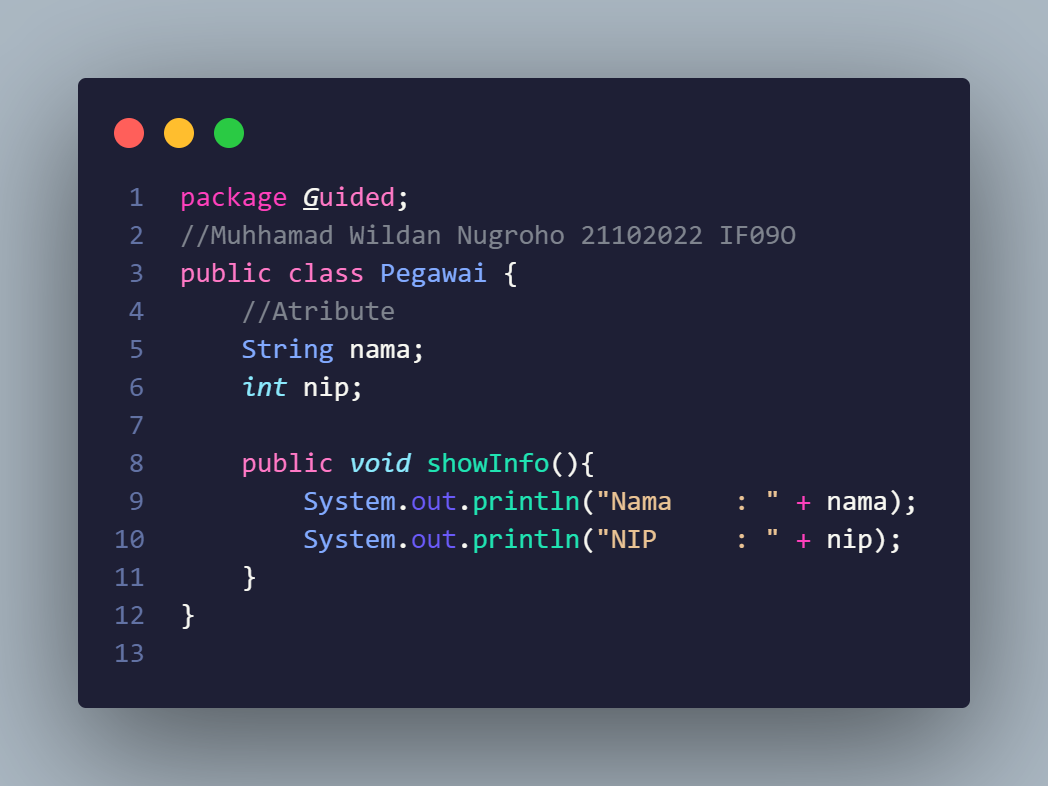 1 package Guided;
2 //Muhhamad Wildan Nugroho 21102022 IF09O
3 public class Pegawai {
4     //Atribute
5     String nama;
6     int nip;
7
8     public void showInfo(){
9         System.out.println("Nama    : " + nama);
10         System.out.println("NIP     : " + nip);
11     }
12 }
13